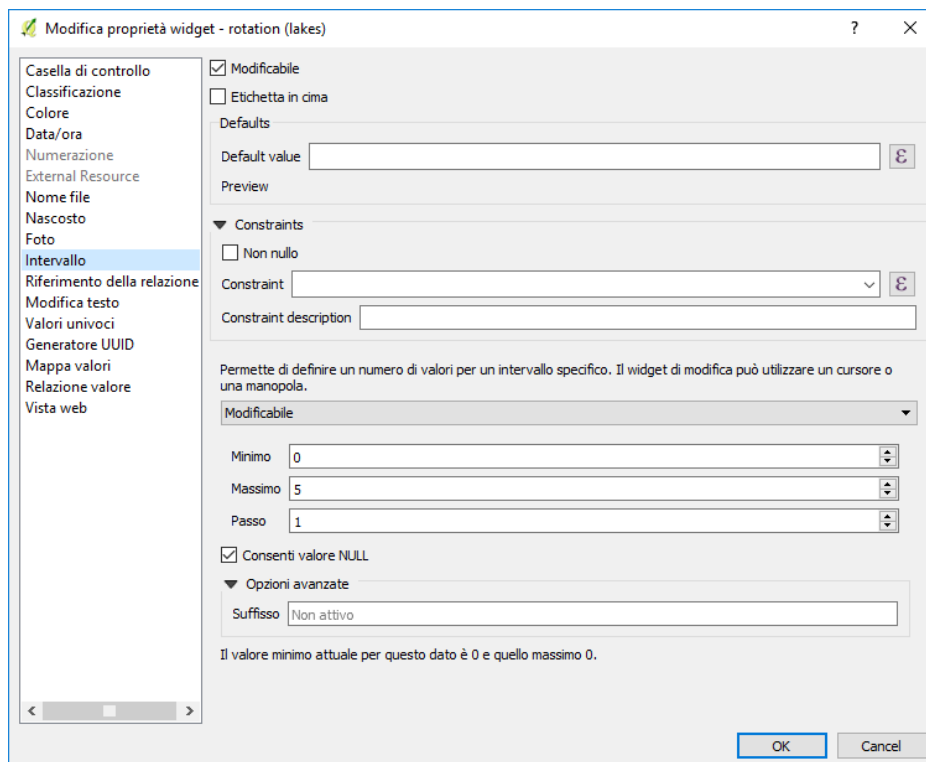 Modifica proprietà widget - rotation (lakes)
?
Casella di controllo
Classificazione
Colore
Data/ora
Numerazione
External Resource
Nome file
Nascosto
Foto
Intervallo
Riferimento della relazione
Modifica testo
Valori univoci
Generatore UUID
Mappa valori
Relazione valore
Vista web
Modificabile
Etichetta in cima
Defaults
Default value
ε
Preview
Constraints
Non nullo
Constraint
ε
Constraint description
Permette di definire un numero di valori per un intervallo specifico. Il widget di modifica può utilizzare un cursore o
una manopola.
Modificabile
Minimo 0
Massimo 5
Passo 1
Consenti valore NULL
Opzioni avanzate
Suffisso Non attivo
Il valore minimo attuale per questo dato è 0 e quello massimo 0.
OK Cancel